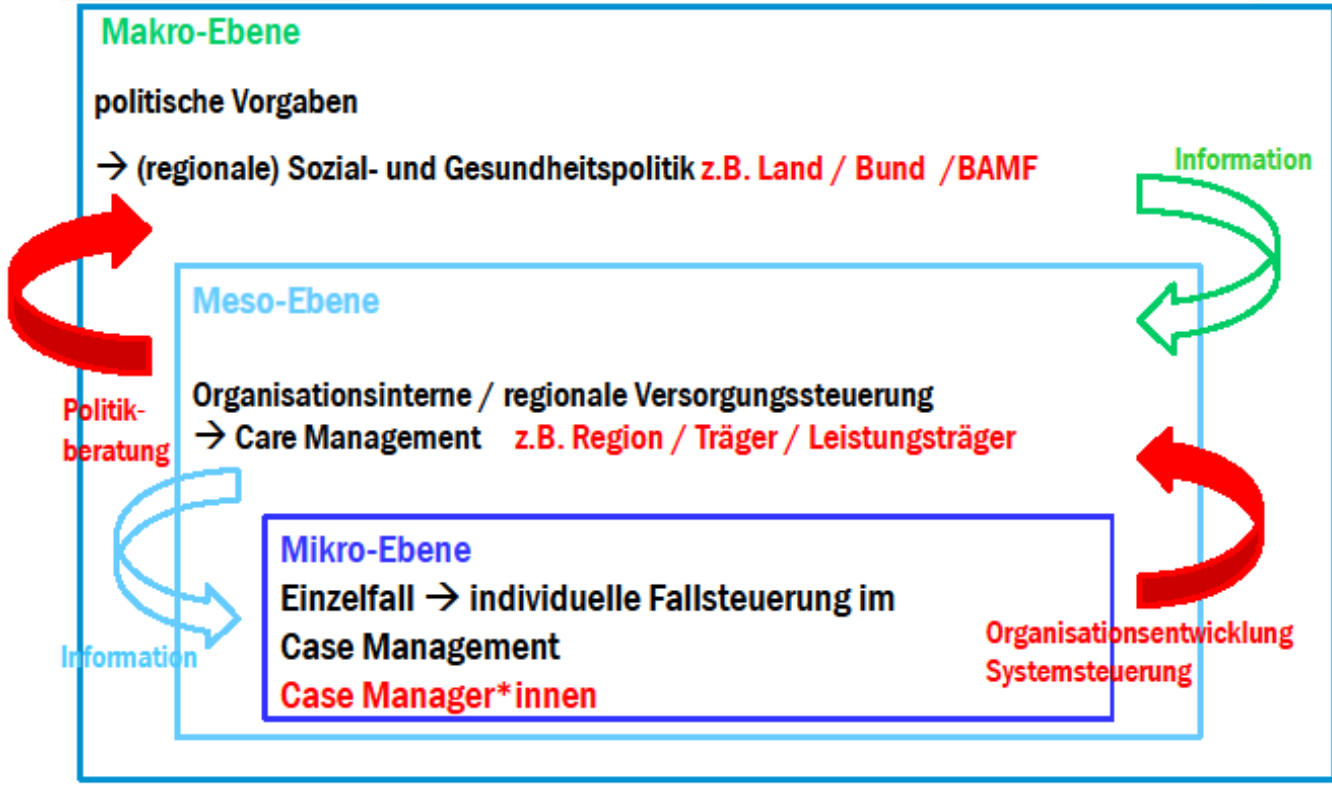 Makro-Ebene
politische Vorgaben
→ (regionale) Sozial- und Gesundheitspolitik z.B. Land / Bund /BAMF
Information
Meso-Ebene
Organisationsinterne / regionale Versorgungssteuerung
→ Care Management z.B. Region / Träger / Leistungsträger
Politik-
beratung
Mikro-Ebene
Einzelfall → individuelle Fallsteuerung im
Case Management
Case Manager*innen
Information
Organisationsentwicklung
Systemsteuerung